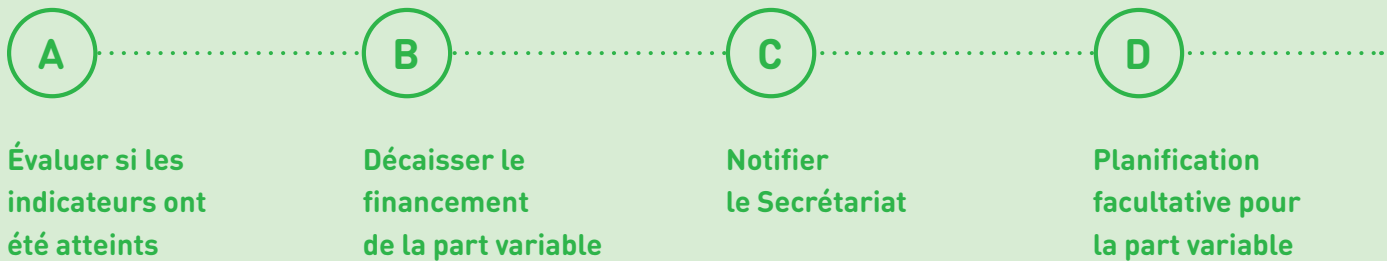 A
Évaluer si les
indicateurs ont
été atteints
B
Décaisser le
financement
de la part variable
C
Notifier
le Secrétariat
D
Planification
facultative pour
la part variable